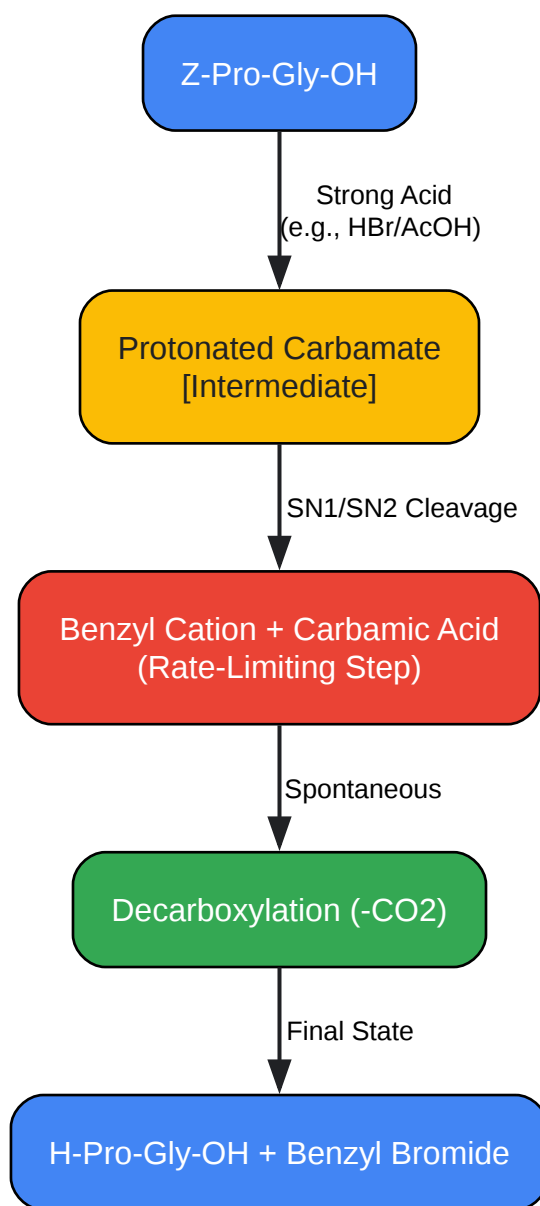 Z-Pro-Gly-OH
Strong Acid
(e.g., HBr/AcOH)
Protonated Carbamate
[Intermediate]
SN1/SN2 Cleavage
Benzyl Cation + Carbamic Acid
(Rate-Limiting Step)
Spontaneous
Decarboxylation (-CO2)
Final State
H-Pro-Gly-OH + Benzyl Bromide